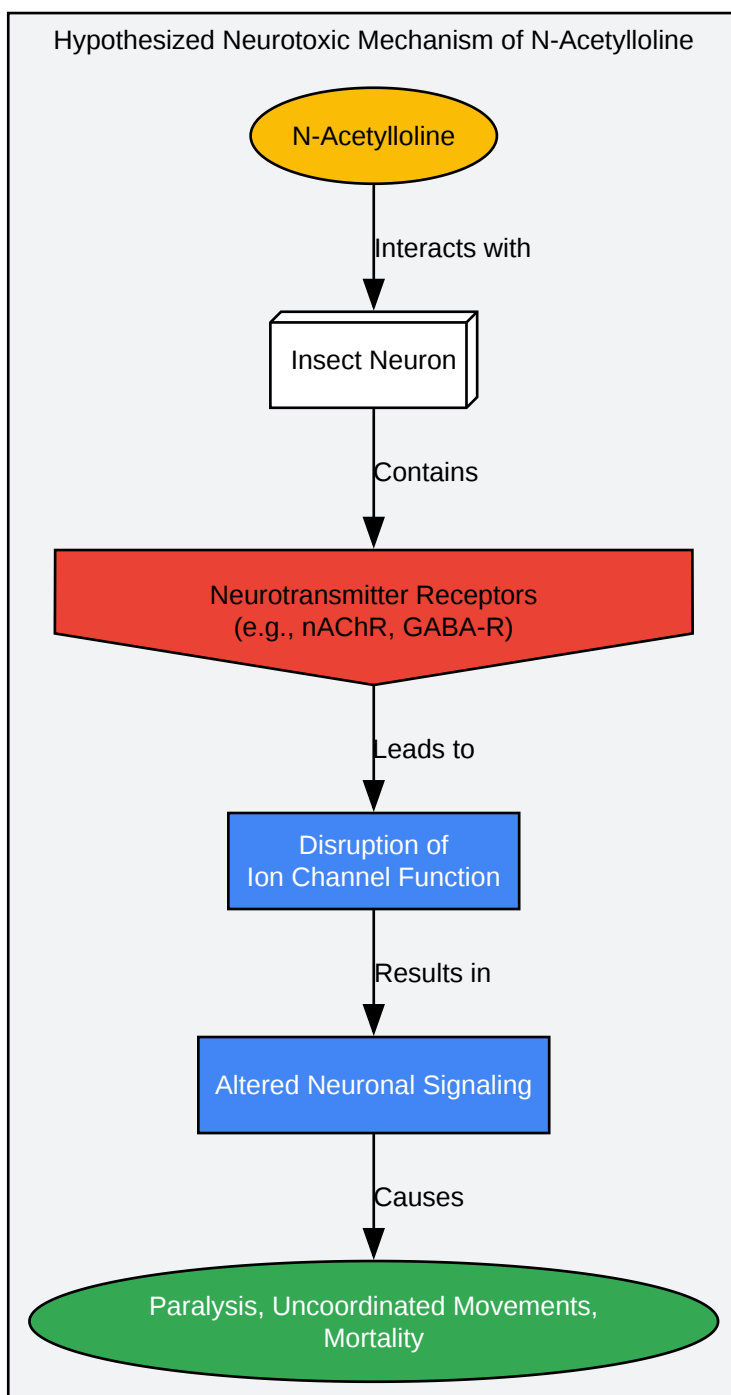 Hypothesized Neurotoxic Mechanism of N-Acetylloline
N-Acetylloline
Interacts with
Insect Neuron
Contains
Neurotransmitter Receptors
(e.g., nAChR, GABA-R)
Leads to
Disruption of
Ion Channel Function
Results in
Altered Neuronal Signaling
Causes
Paralysis, Uncoordinated Movements,
Mortality